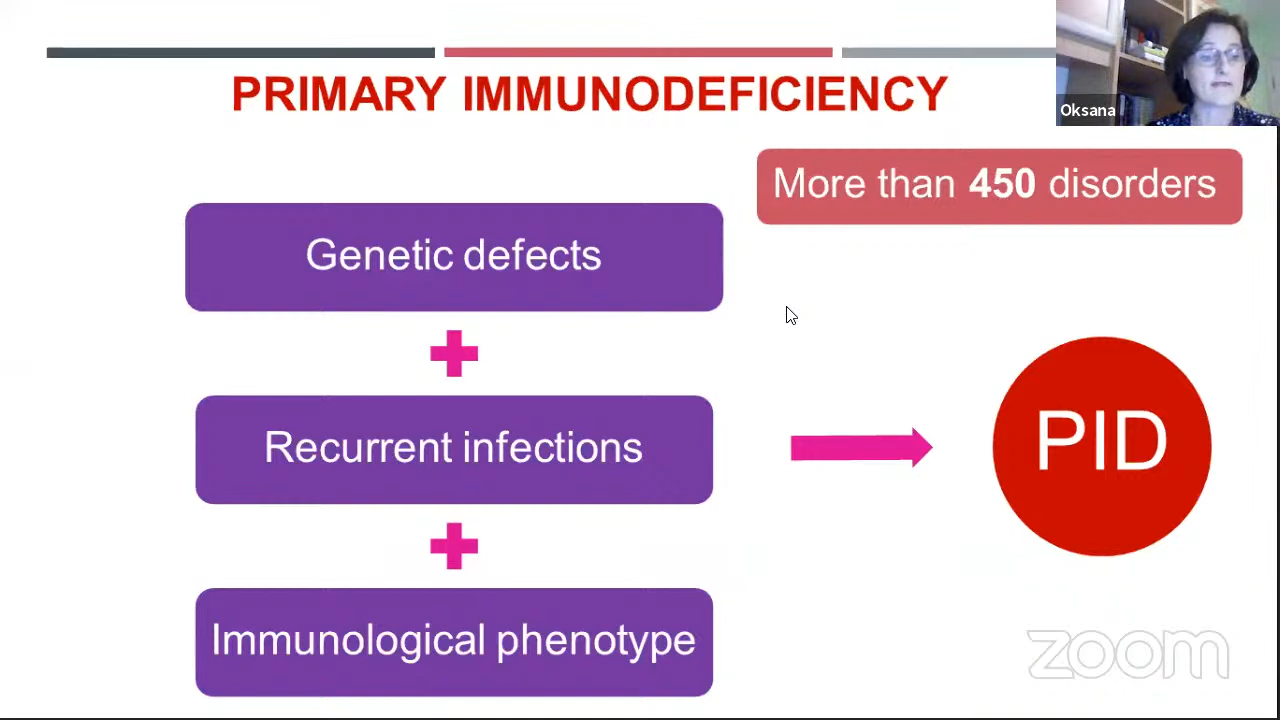 PRIMARY IMMUNODEFICIENCY
Oksana
More than 450 disorders
Genetic defects
Recurrent infections
PID
Immunological phenotype
zoom